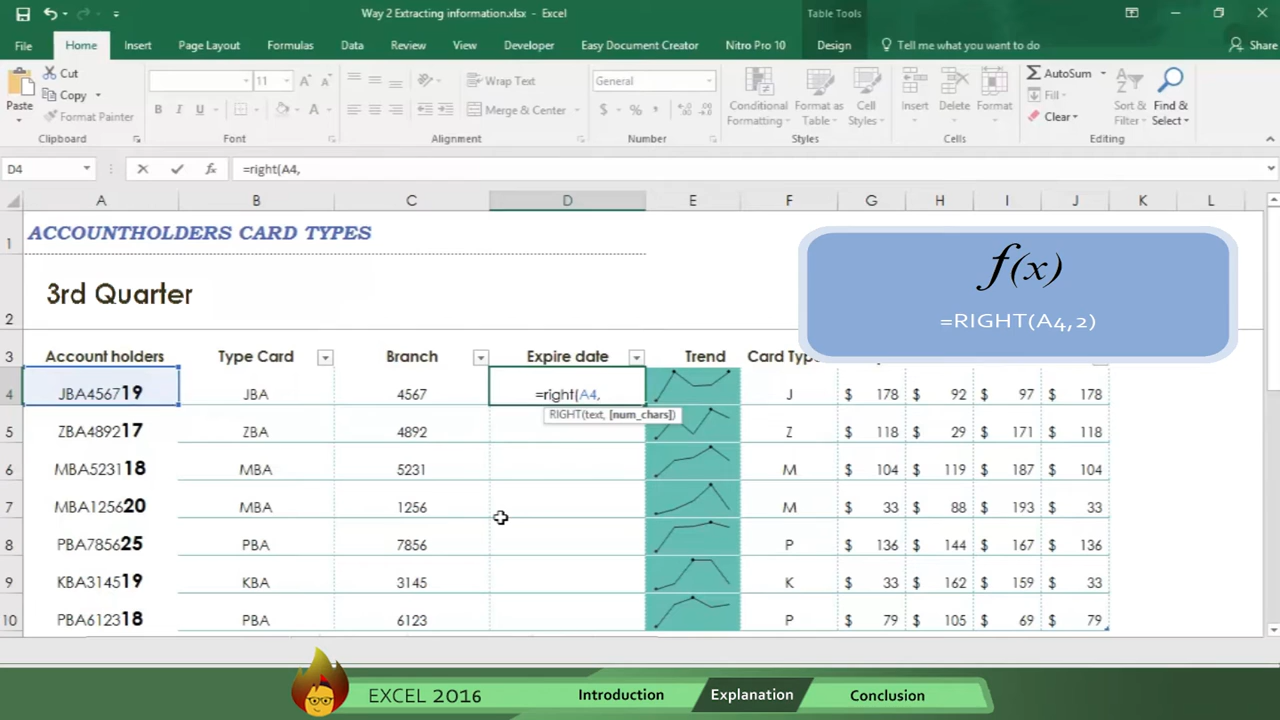 Way 2 Extracting information.xlsx - Excel
Table Tools
File Home Insert Page Layout Formulas Data Review View Developer Easy Document Creator Nitro Pro 10 Design Tell me what you want to do Share
Paste
Cut
Copy
Format Painter
Clipboard
11
A A
B I U A
Font
Wrap Text
Merge & Center
Alignment
General
$ %
Number
Conditional Formatting
Format as Table
Cell Styles
Styles
Insert Delete Format
Cells
AutoSum
Fill
Clear
Sort & Filter
Find & Select
Editing
D4 fx =right(A4,
A B C D E F G H I J K L
1 ACCOUNTHOLDERS CARD TYPES
f(x)
=RIGHT(A4,2)
2 3rd Quarter
3 Account holders Type Card Branch Expire date Trend Card Typ
4 JBA456719 JBA 4567 =right(A4, J $ 178 $ 92 $ 97 $ 178
RIGHT(text, [num_chars])
5 ZBA489217 ZBA 4892 Z $ 118 $ 29 $ 171 $ 118
6 MBA523118 MBA 5231 M $ 104 $ 119 $ 187 $ 104
7 MBA125620 MBA 1256 M $ 33 $ 88 $ 193 $ 33
8 PBA785625 PBA 7856 P $ 136 $ 144 $ 167 $ 136
9 KBA314519 KBA 3145 K $ 33 $ 162 $ 159 $ 33
10 PBA612318 PBA 6123 P $ 79 $ 105 $ 69 $ 79
EXCEL 2016 Introduction Explanation Conclusion